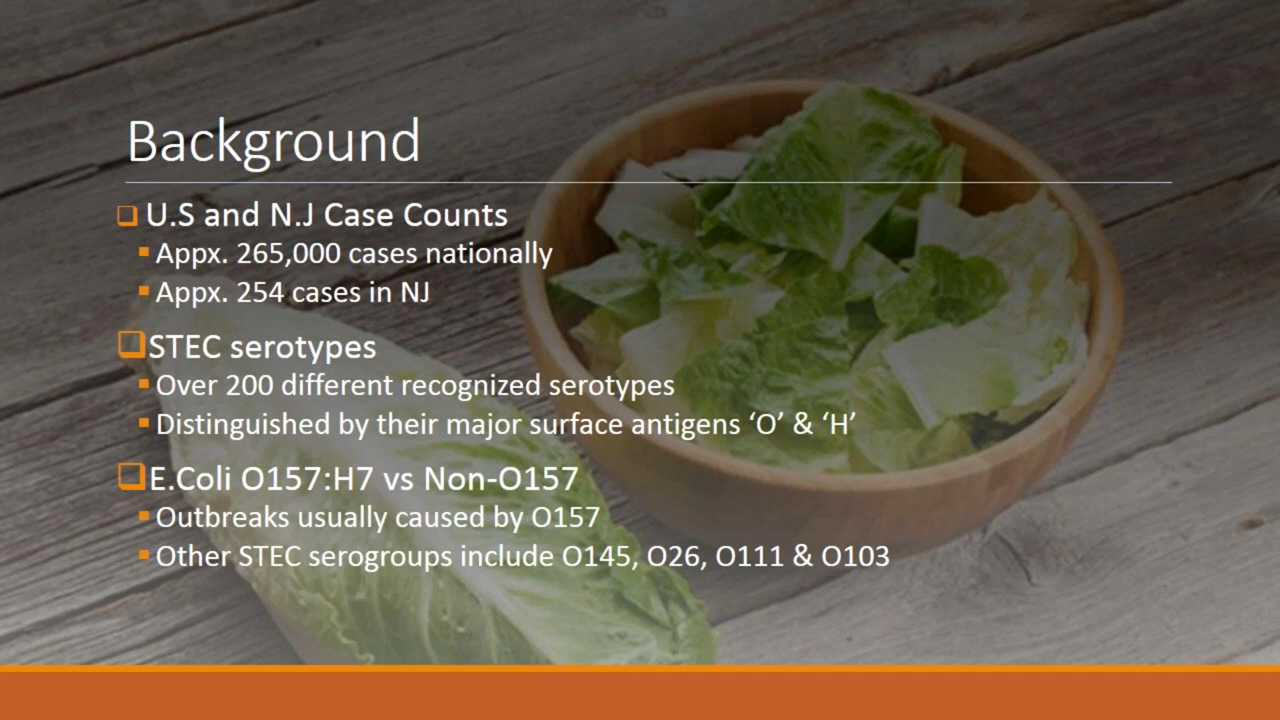 Background
U.S and N.J Case Counts
Appx. 265,000 cases nationally
Appx. 254 cases in NJ
STEC serotypes
Over 200 different recognized serotypes
Distinguished by their major surface antigens ‘O’ & ‘H’
E.Coli O157:H7 vs Non-O157
Outbreaks usually caused by O157
Other STEC serogroups include O145, O26, O111 & O103